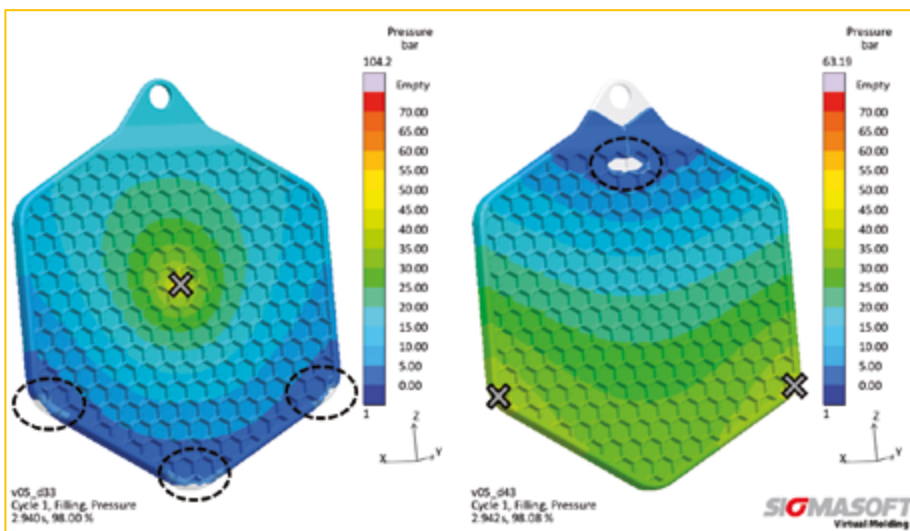 Pressure
bar
104.2
Empty
70.00
65.00
60.00
55.00
50.00
45.00
40.00
35.00
30.00
25.00
20.00
15.00
10.00
5.00
0.00
1
Z
X
Y
v05_d33
Cycle 1, Filling, Pressure
2.940s, 98.00 %
Pressure
bar
63.19
Empty
70.00
65.00
60.00
55.00
50.00
45.00
40.00
35.00
30.00
25.00
20.00
15.00
10.00
5.00
0.00
1
Z
X
Y
v05_d43
Cycle 1, Filling, Pressure
2.942s, 98.08 %
SIGMASOFT
Virtual Molding